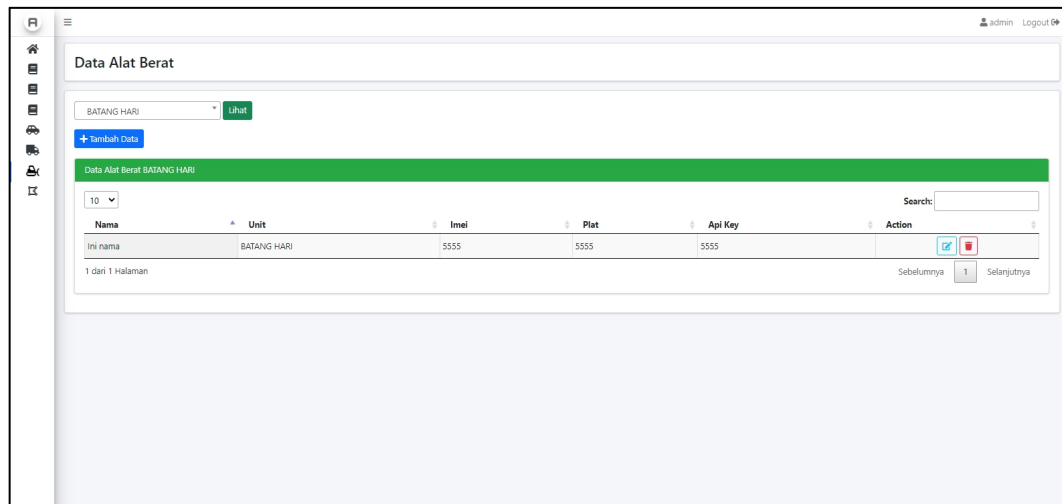 admin Logout
Data Alat Berat
BATANG HARI Lihat
Tambah Data
Data Alat Berat BATANG HARI
10 Search:
Nama Unit Imei Plat Api Key Action
Ini nama BATANG HARI 5555 5555 5555
1 dari 1 Halaman Sebelumnya 1 Selanjutnya